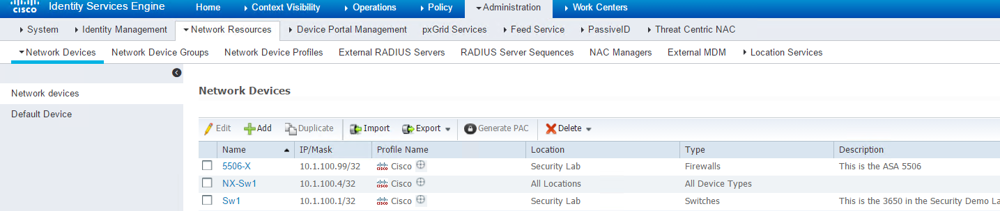 CISCO Identity Services Engine Home Context Visibility Operations Policy Administration Work Centers
System Identity Management Network Resources Device Portal Management pxGrid Services Feed Service PassiveID Threat Centric NAC
Network Devices Network Device Groups Network Device Profiles External RADIUS Servers RADIUS Server Sequences NAC Managers External MDM Location Services
Network devices
Default Device
Network Devices
Edit Add Duplicate Import Export Generate PAC Delete
Name IP/Mask Profile Name Location Type Description
5506-X 10.1.100.99/32 CISCO Cisco Security Lab Firewalls This is the ASA 5506
NX-Sw1 10.1.100.4/32 CISCO Cisco All Locations All Device Types
Sw1 10.1.100.1/32 CISCO Cisco Security Lab Switches This is the 3650 in the Security Demo La